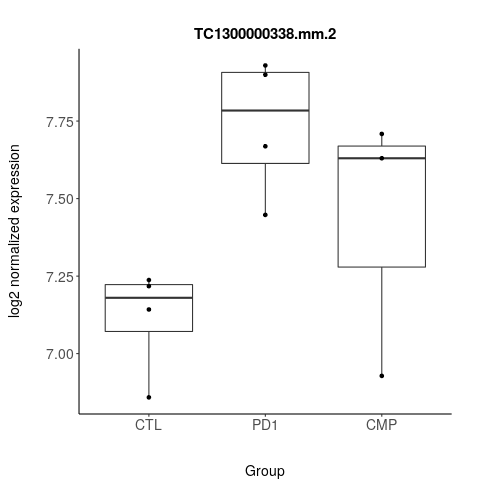 TC1300000338.mm.2
log2 normalized expression
7.75
7.50
7.25
7.00
CTL PD1 CMP
Group